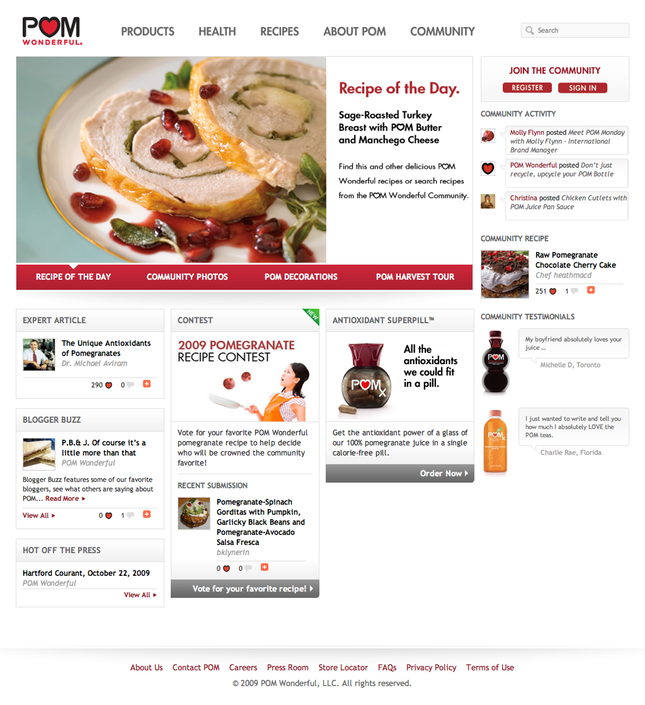 POM
WONDERFUL.
PRODUCTS
HEALTH
RECIPES
ABOUT POM
COMMUNITY
Search
Recipe of the Day.
Sage-Roasted Turkey
Breast with POM Butter
and Manchego Cheese
Find this and other delicious POM
Wonderful recipes or search recipes
from the POM Wonderful Community.
RECIPE OF THE DAY
COMMUNITY PHOTOS
POM DECORATIONS
POM HARVEST TOUR
JOIN THE COMMUNITY
REGISTER
SIGN IN
COMMUNITY ACTIVITY
Molly Flynn posted Meet POM Monday
with Molly Flynn - International
Brand Manager
POM Wonderful posted Don't just
recycle, upcycle your POM Bottle
Christina posted Chicken Cutlets with
POM Juice Pan Sauce
COMMUNITY RECIPE
Raw Pomegranate
Chocolate Cherry Cake
Chef heathmacd
251
1
COMMUNITY TESTIMONIALS
My boyfriend absolutely loves your
juice ...
Michelle D, Toronto
I just wanted to write and tell you
how much I absolutely LOVE the
POM teas.
Charlie Rae, Florida
EXPERT ARTICLE
The Unique Antioxidants
of Pomegranates
Dr. Michael Aviram
290
0
BLOGGER BUZZ
P.B.& J. Of course it's a
little more than that
POM Wonderful
Blogger Buzz features some of our favorite
bloggers, see what others are saying about
POM... Read More
View All
0
1
HOT OFF THE PRESS
Hartford Courant, October 22, 2009
POM Wonderful
View All
CONTEST
NEW
2009 POMEGRANATE
RECIPE CONTEST
Vote for your favorite POM Wonderful
pomegranate recipe to help decide
who will be crowned the community
favorite!
RECENT SUBMISSION
Pomegranate-Spinach
Gorditas with Pumpkin,
Garlicky Black Beans and
Pomegranate-Avocado
Salsa Fresca
bklynerin
0
0
Vote for your favorite recipe!
ANTIOXIDANT SUPERPILL™
POMx
All the
antioxidants
we could fit
in a pill.
Get the antioxidant power of a glass of
our 100% pomegranate juice in a single
calorie-free pill.
Order Now
About Us
Contact POM
Careers
Press Room
Store Locator
FAQs
Privacy Policy
Terms of Use
© 2009 POM Wonderful, LLC. All rights reserved.